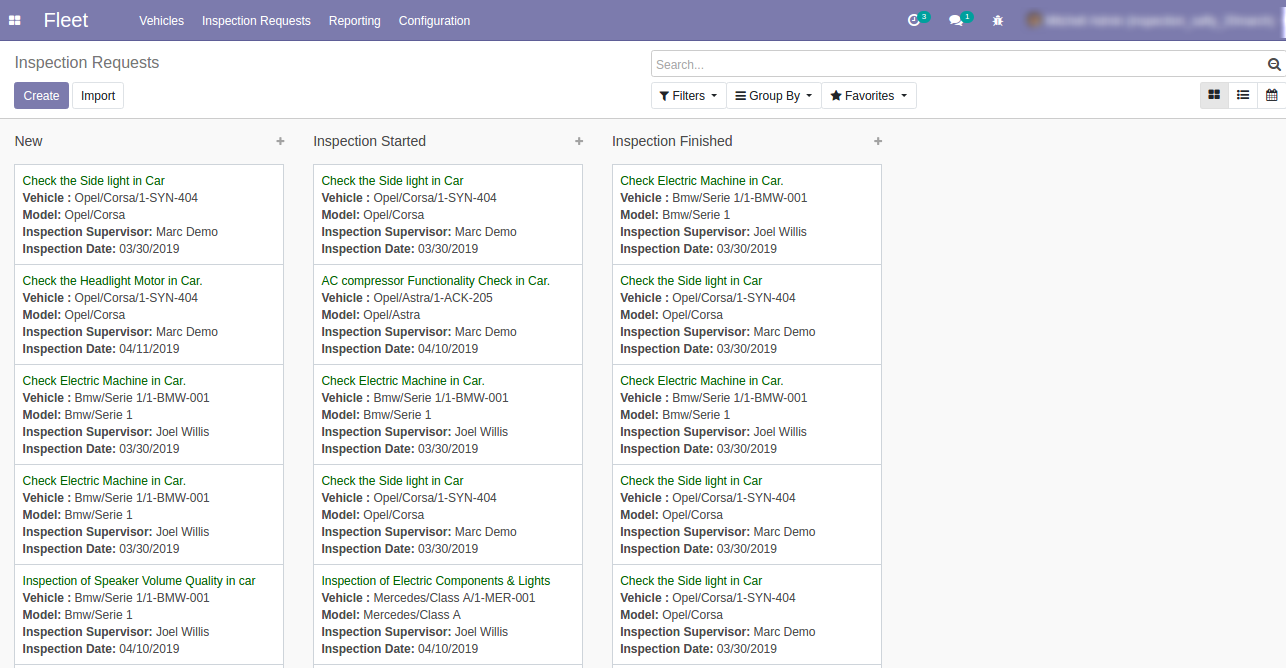 Fleet
Vehicles
Inspection Requests
Reporting
Configuration
3
1
Inspection Requests
Search...
Create
Import
Filters
Group By
Favorites
New
Check the Side light in Car
Vehicle : Opel/Corsa/1-SYN-404
Model: Opel/Corsa
Inspection Supervisor: Marc Demo
Inspection Date: 03/30/2019
Check the Headlight Motor in Car.
Vehicle : Opel/Corsa/1-SYN-404
Model: Opel/Corsa
Inspection Supervisor: Marc Demo
Inspection Date: 04/11/2019
Check Electric Machine in Car.
Vehicle : Bmw/Serie 1/1-BMW-001
Model: Bmw/Serie 1
Inspection Supervisor: Joel Willis
Inspection Date: 03/30/2019
Check Electric Machine in Car.
Vehicle : Bmw/Serie 1/1-BMW-001
Model: Bmw/Serie 1
Inspection Supervisor: Joel Willis
Inspection Date: 03/30/2019
Inspection of Speaker Volume Quality in car
Vehicle : Bmw/Serie 1/1-BMW-001
Model: Bmw/Serie 1
Inspection Supervisor: Joel Willis
Inspection Date: 04/10/2019
Inspection Started
Check the Side light in Car
Vehicle : Opel/Corsa/1-SYN-404
Model: Opel/Corsa
Inspection Supervisor: Marc Demo
Inspection Date: 03/30/2019
AC compressor Functionality Check in Car.
Vehicle : Opel/Astra/1-ACK-205
Model: Opel/Astra
Inspection Supervisor: Marc Demo
Inspection Date: 04/10/2019
Check Electric Machine in Car.
Vehicle : Bmw/Serie 1/1-BMW-001
Model: Bmw/Serie 1
Inspection Supervisor: Joel Willis
Inspection Date: 03/30/2019
Check the Side light in Car
Vehicle : Opel/Corsa/1-SYN-404
Model: Opel/Corsa
Inspection Supervisor: Marc Demo
Inspection Date: 03/30/2019
Inspection of Electric Components & Lights
Vehicle : Mercedes/Class A/1-MER-001
Model: Mercedes/Class A
Inspection Supervisor: Joel Willis
Inspection Date: 04/10/2019
Inspection Finished
Check Electric Machine in Car.
Vehicle : Bmw/Serie 1/1-BMW-001
Model: Bmw/Serie 1
Inspection Supervisor: Joel Willis
Inspection Date: 03/30/2019
Check the Side light in Car
Vehicle : Opel/Corsa/1-SYN-404
Model: Opel/Corsa
Inspection Supervisor: Marc Demo
Inspection Date: 03/30/2019
Check Electric Machine in Car.
Vehicle : Bmw/Serie 1/1-BMW-001
Model: Bmw/Serie 1
Inspection Supervisor: Joel Willis
Inspection Date: 03/30/2019
Check the Side light in Car
Vehicle : Opel/Corsa/1-SYN-404
Model: Opel/Corsa
Inspection Supervisor: Marc Demo
Inspection Date: 03/30/2019
Check the Side light in Car
Vehicle : Opel/Corsa/1-SYN-404
Model: Opel/Corsa
Inspection Supervisor: Marc Demo
Inspection Date: 03/30/2019